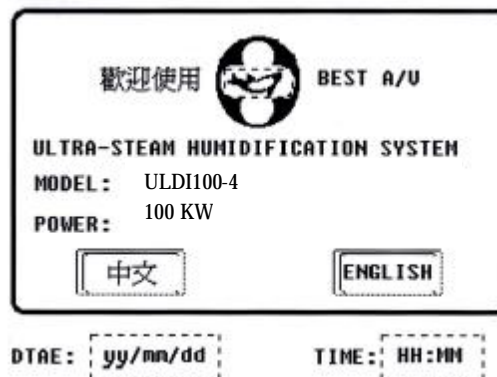 歡迎使用 BEST A/V
ULTRA-STEAM HUMIDIFICATION SYSTEM
MODEL: ULDI100-4
POWER: 100 KW
中文 ENGLISH
DTAE: yy/mm/dd TIME: HH:MM